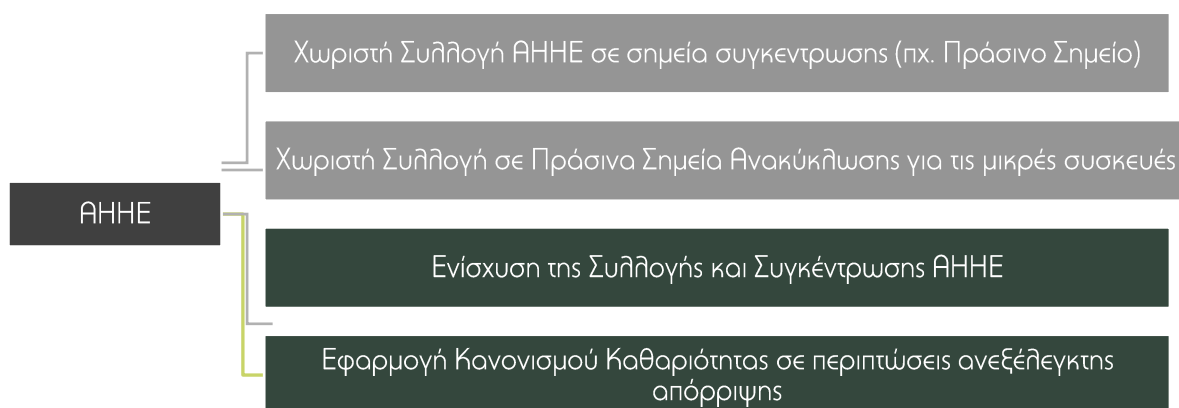 Χωριστή Συλλογή ΑΗΗΕ σε σημεία συγκεντρωσης (πχ. Πράσινο Σημείο)
Χωριστή Συλλογή σε Πράσινα Σημεία Ανακύκλωσης για τις μικρές συσκευές
ΑΗΗΕ
Ενίσχυση της Συλλογής και Συγκέντρωσης ΑΗΗΕ
Εφαρμογή Κανονισμού Καθαριότητας σε περιπτώσεις ανεξέλεγκτης
απόρριψης